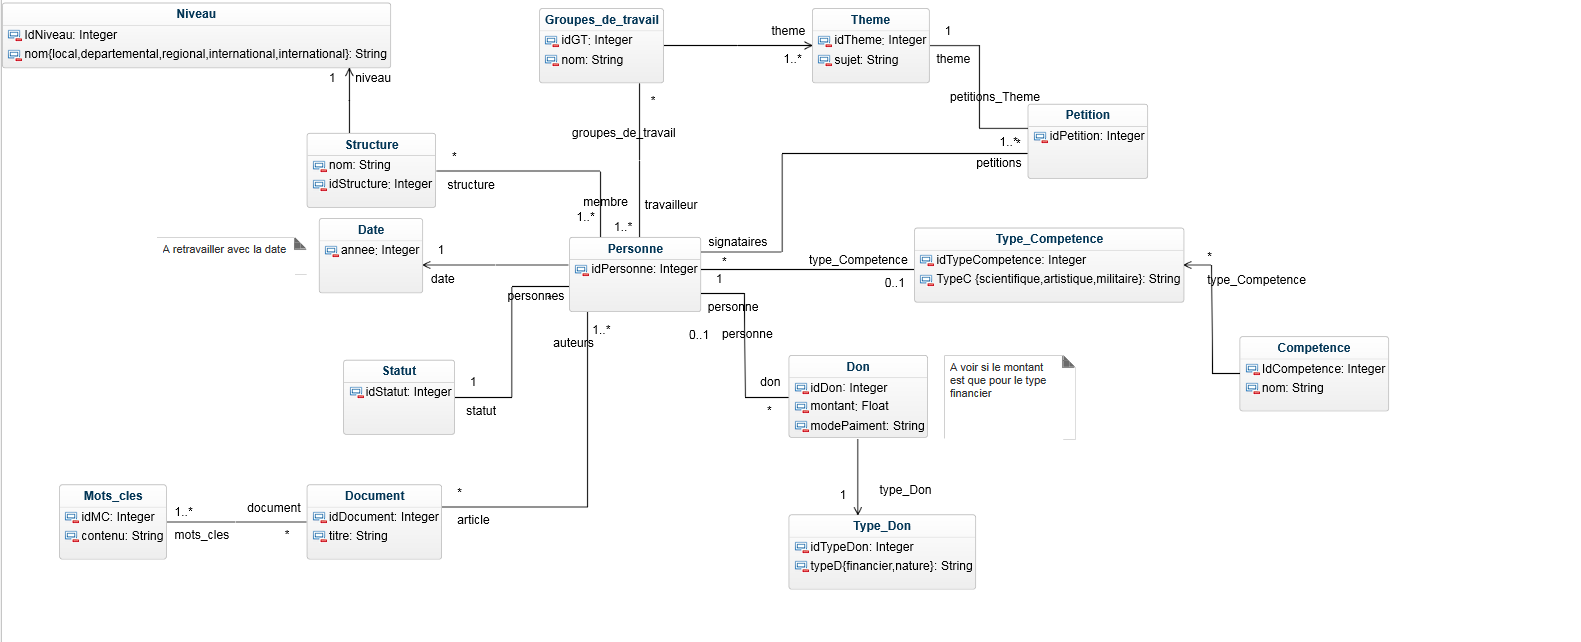 Niveau
IdNiveau: Integer
nom{local,departemental,regional,international,international}: String
1
niveau
Groupes_de_travail
idGT: Integer
nom: String
theme
1..*
Theme
idTheme: Integer
sujet: String
1
theme
petitions_Theme
Petition
idPetition: Integer
1..*
*
petitions
*
groupes_de_travail
Structure
nom: String
idStructure: Integer
*
structure
membre
1..*
travailleur
1..*
A retravailler avec la date
Date
annee: Integer
1
date
Personne
idPersonne: Integer
signataires
*
1
personne
type_Competence
0..1
Type_Competence
idTypeCompetence: Integer
TypeC {scientifique,artistique,militaire}: String
*
type_Competence
Competence
IdCompetence: Integer
nom: String
personnes
*
1..*
auteurs
0..1
personne
Statut
idStatut: Integer
1
statut
don
*
Don
idDon: Integer
montant: Float
modePaiment: String
A voir si le montant
est que pour le type
financier
1
type_Don
Type_Don
idTypeDon: Integer
typeD{financier,nature}: String
Mots_cles
idMC: Integer
contenu: String
1..*
mots_cles
document
*
Document
idDocument: Integer
titre: String
*
article